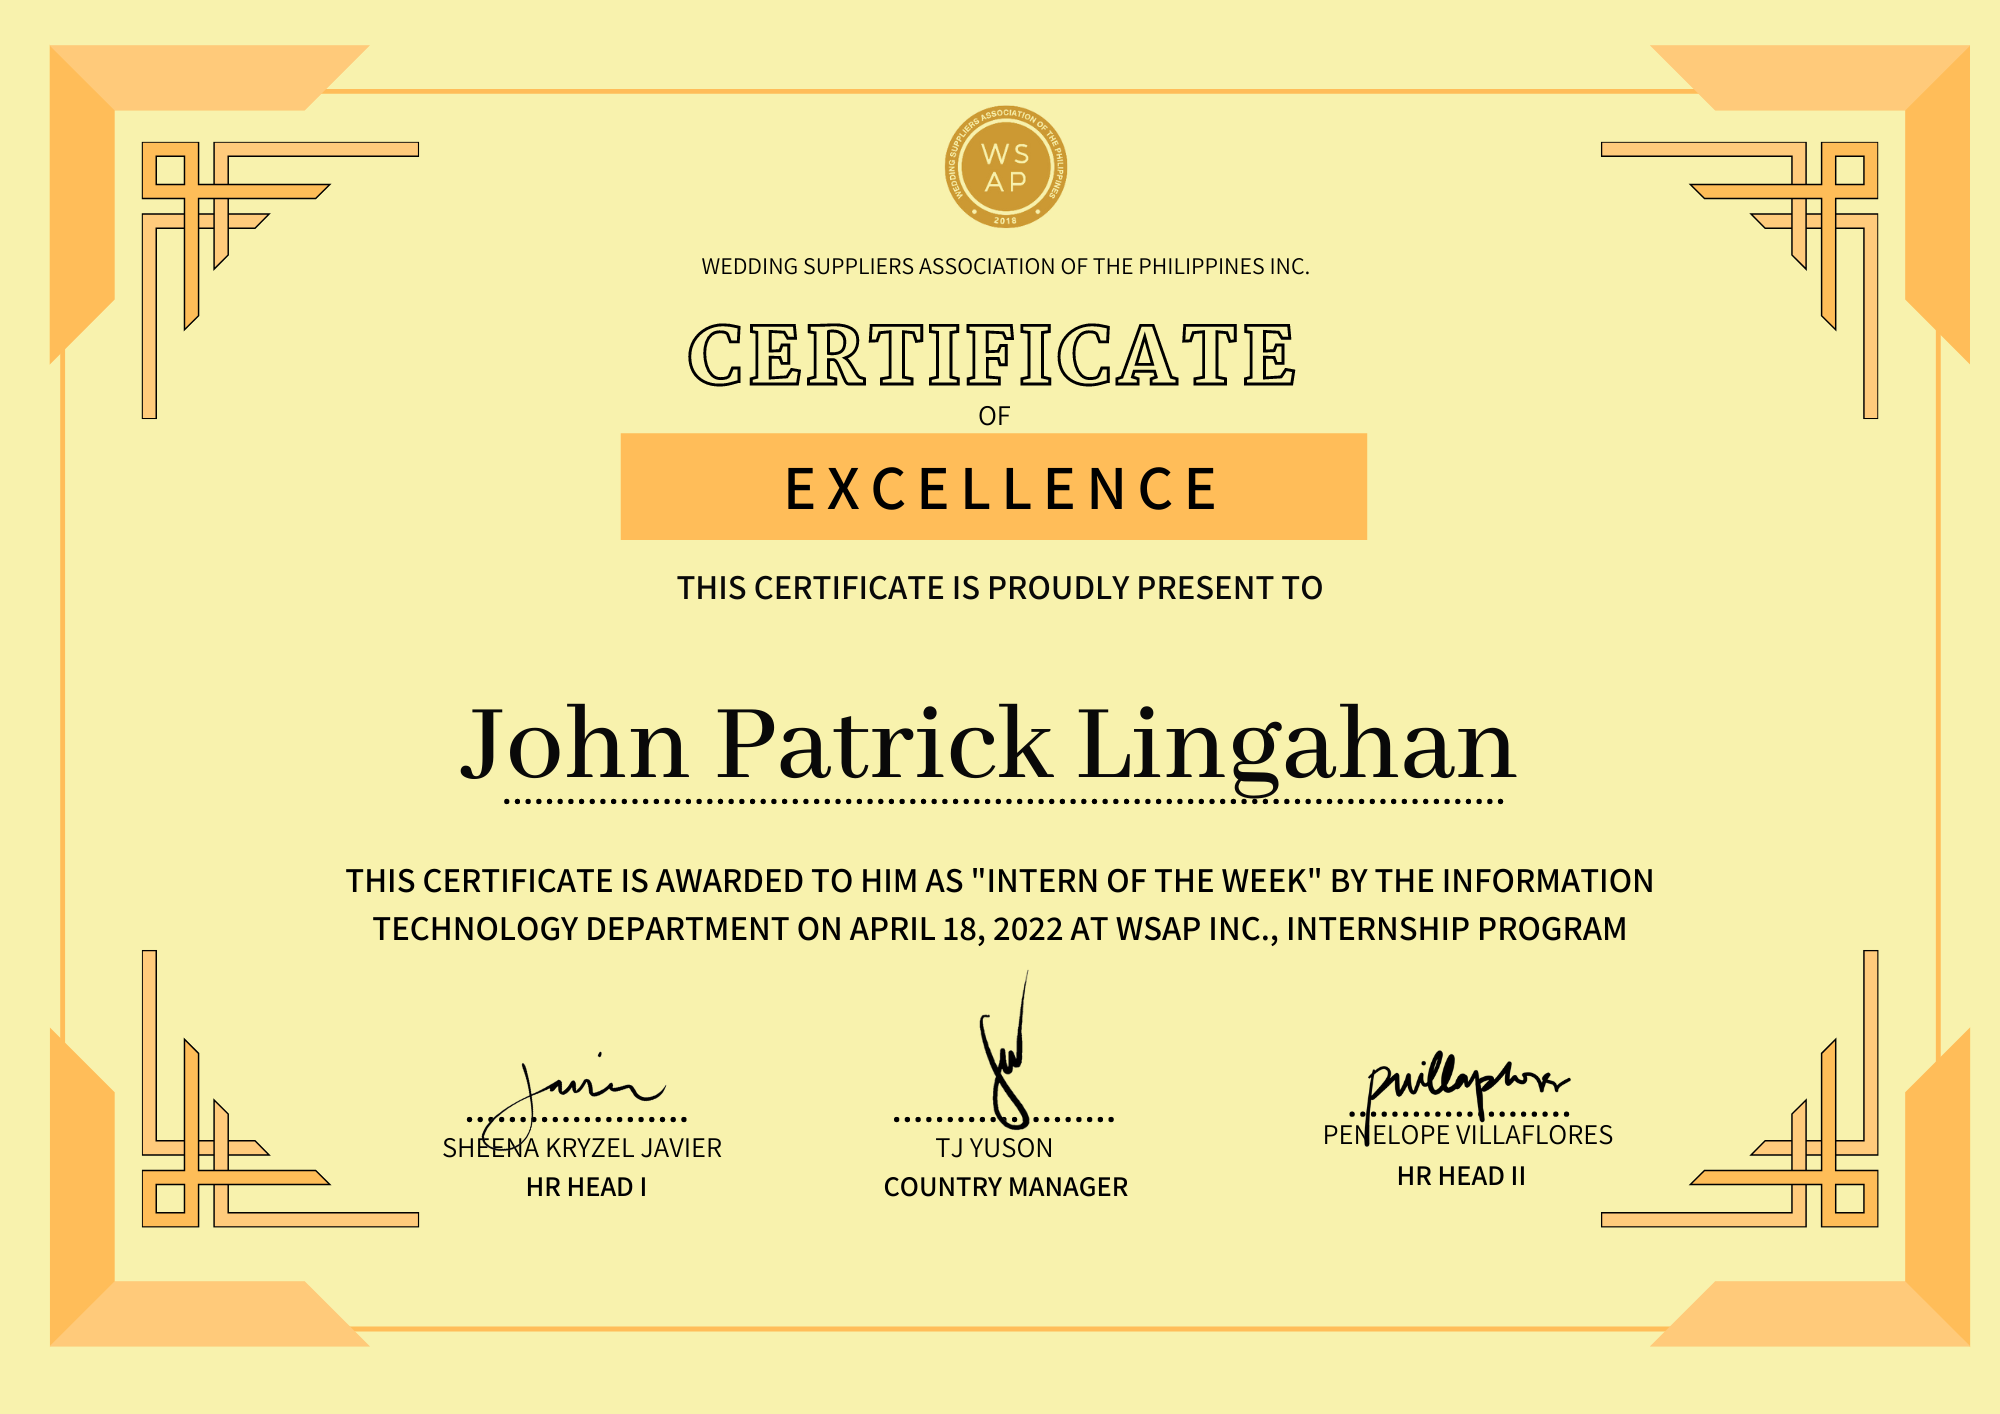 WEDDING SUPPLIERS ASSOCIATION OF THE PHILIPPINES
WS
AP
2018
WEDDING SUPPLIERS ASSOCIATION OF THE PHILIPPINES INC.
CERTIFICATE
OF
EXCELLENCE
THIS CERTIFICATE IS PROUDLY PRESENT TO
John Patrick Lingahan
THIS CERTIFICATE IS AWARDED TO HIM AS "INTERN OF THE WEEK" BY THE INFORMATION
TECHNOLOGY DEPARTMENT ON APRIL 18, 2022 AT WSAP INC., INTERNSHIP PROGRAM
SHEENA KRYZEL JAVIER
HR HEAD I
TJ YUSON
COUNTRY MANAGER
PENELOPE VILLAFLORES
HR HEAD II